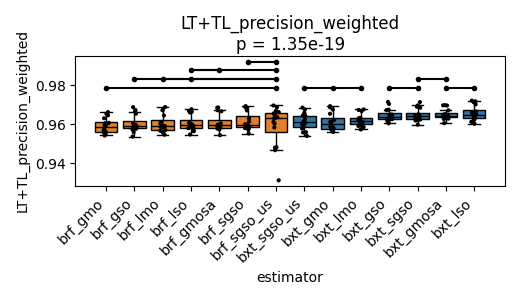 LT+TL_precision_weighted
p = 1.35e-19
LT+TL_precision_weighted
0.98
0.96
0.94
brf_gmo
brf_gso
brf_lmo
brf_lso
brf_gmosa
brf_sgso
brf_sgso_us
bxt_sgso_us
bxt_gmo
bxt_lmo
bxt_gso
bxt_sgso
bxt_gmosa
bxt_lso
estimator